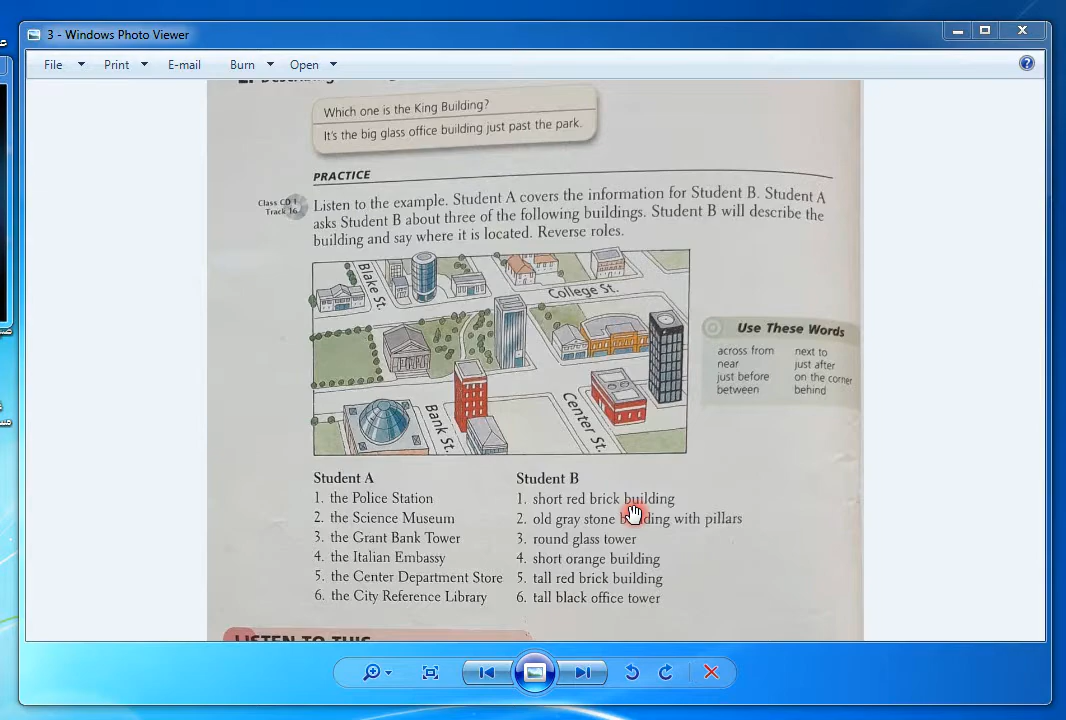 3 - Windows Photo Viewer
File Print E-mail Burn Open
Which one is the King Building?
It's the big glass office building just past the park.
PRACTICE
Class CD 1
Track 16
Listen to the example. Student A covers the information for Student B. Student A
asks Student B about three of the following buildings. Student B will describe the
building and say where it is located. Reverse roles.
Blake St.
College St.
Bank St.
Center St.
Use These Words
across from next to
near just after
just before on the corner
between behind
Student A
1. the Police Station
2. the Science Museum
3. the Grant Bank Tower
4. the Italian Embassy
5. the Center Department Store
6. the City Reference Library
Student B
1. short red brick building
2. old gray stone building with pillars
3. round glass tower
4. short orange building
5. tall red brick building
6. tall black office tower
LISTEN TO THIS